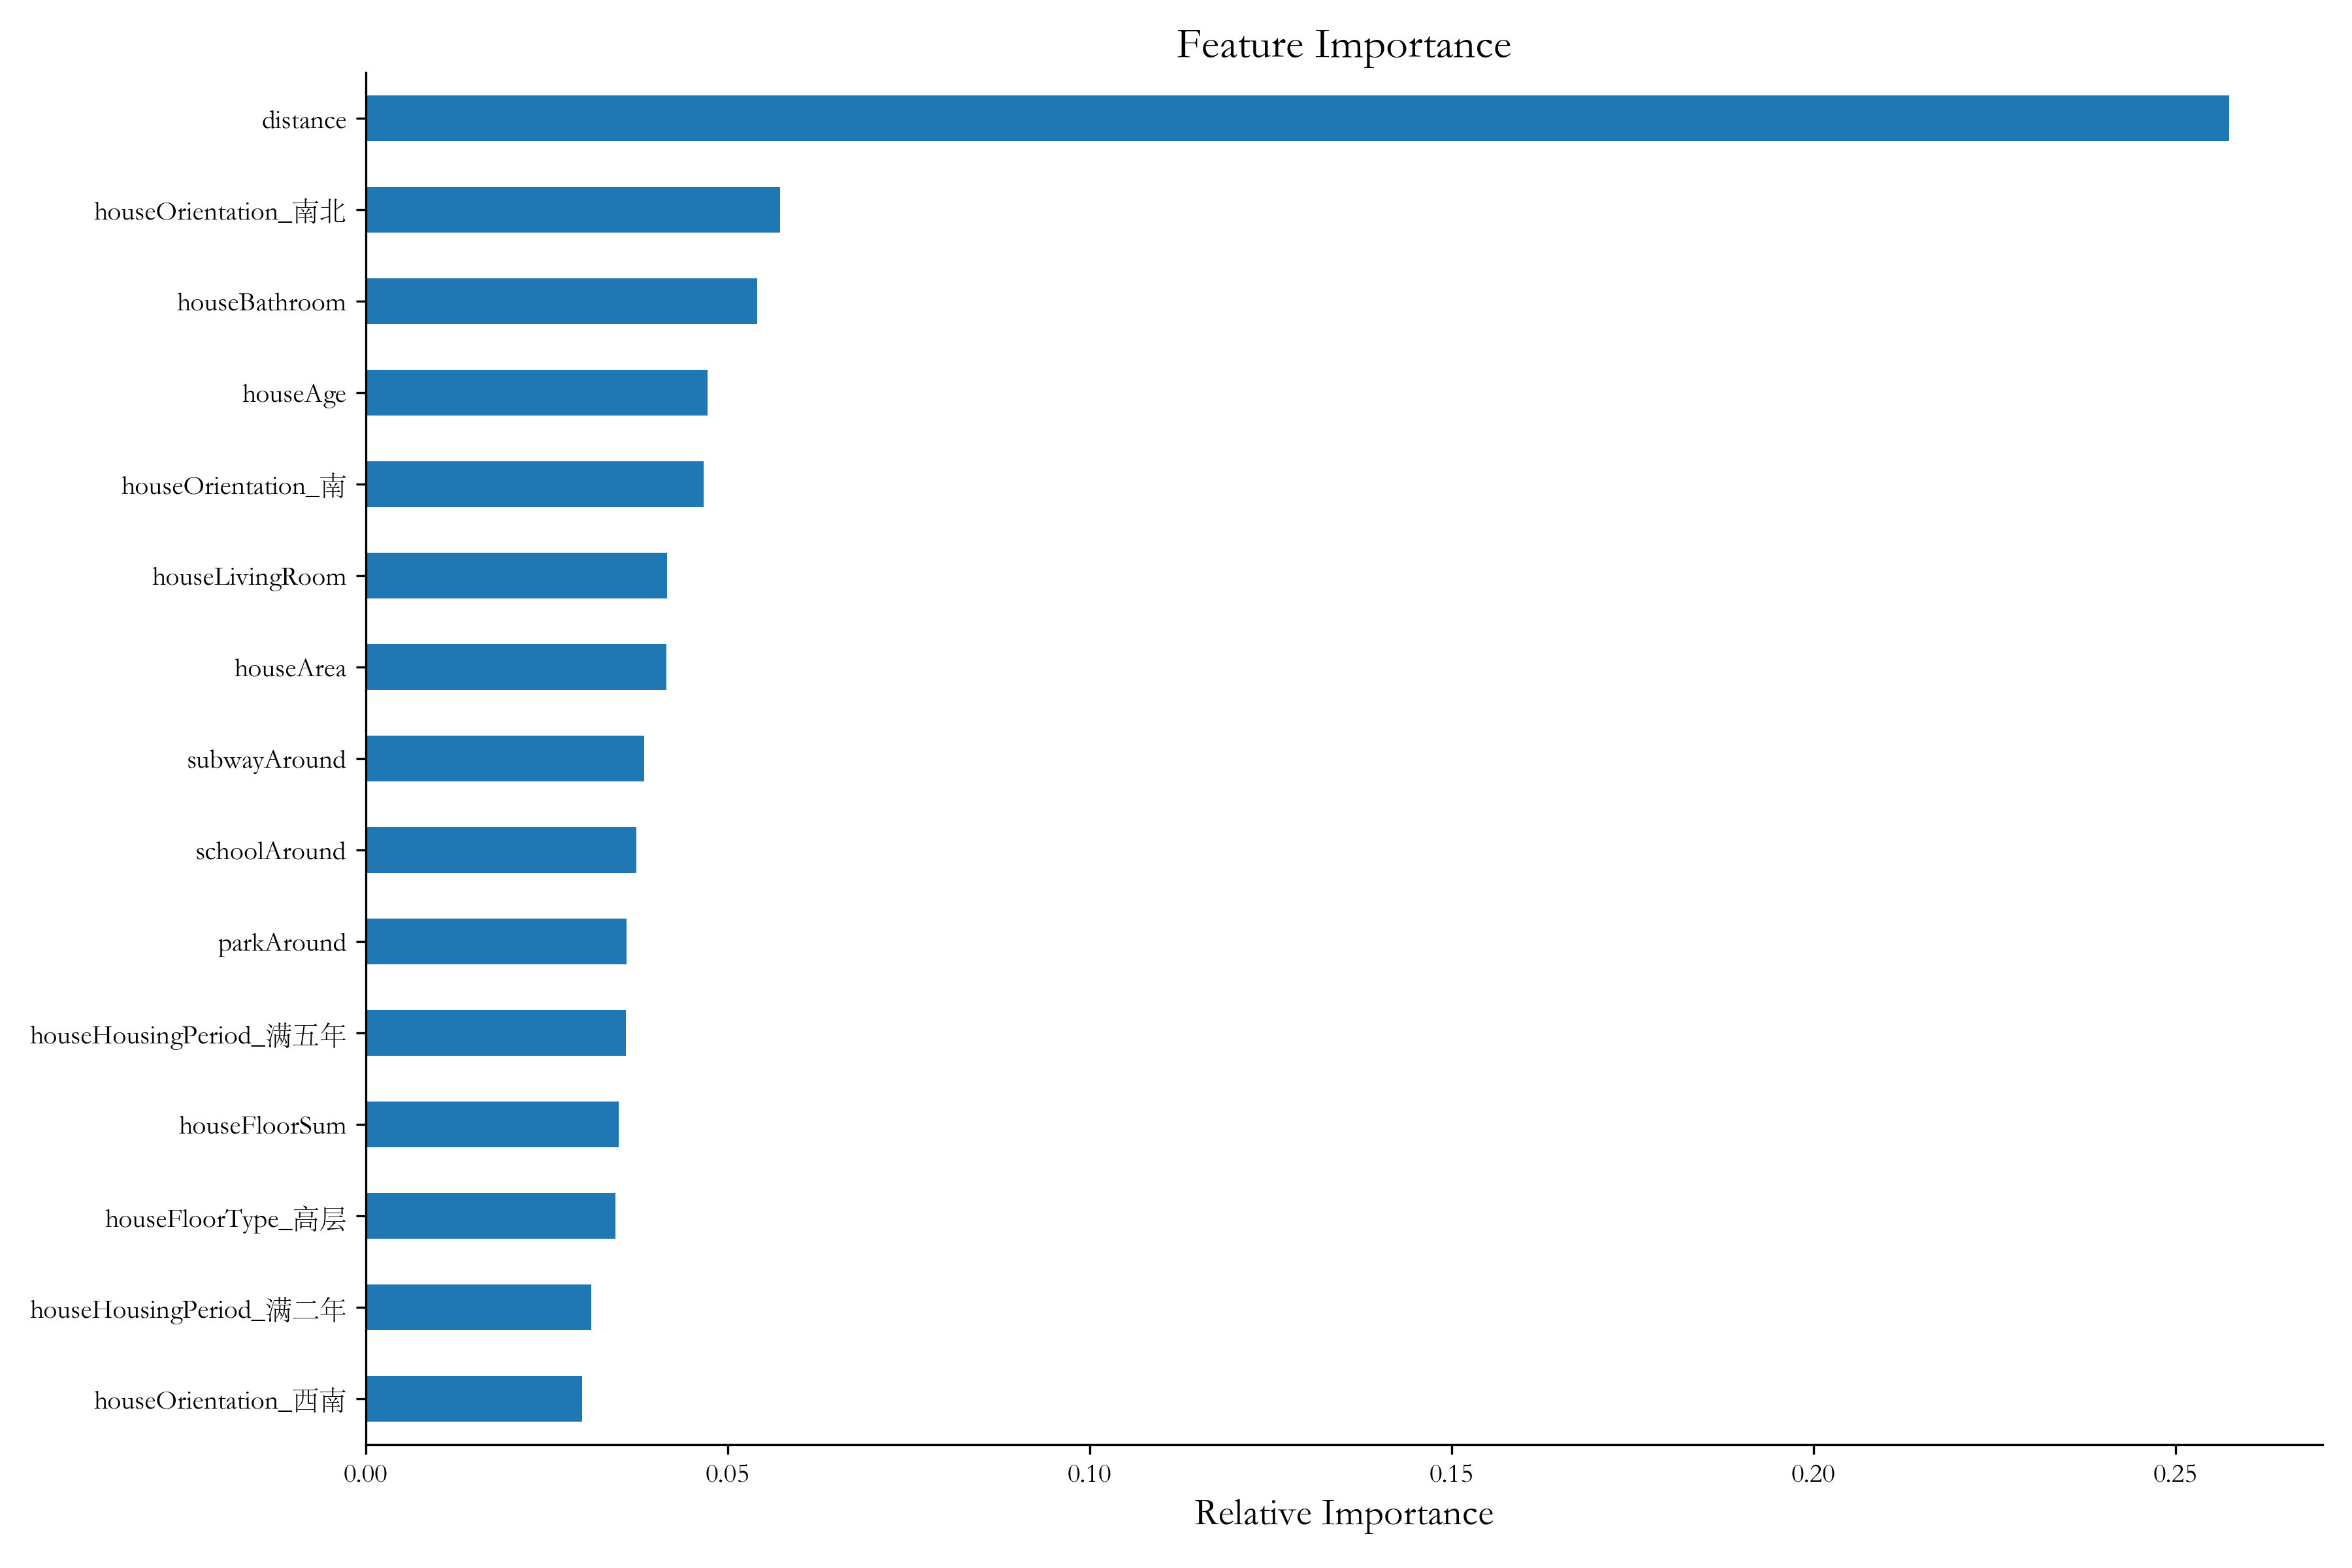 Feature Importance
distance
houseOrientation_南北
houseBathroom
houseAge
houseOrientation_南
houseLivingRoom
houseArea
subwayAround
schoolAround
parkAround
houseHousingPeriod_满五年
houseFloorSum
houseFloorType_高层
houseHousingPeriod_满二年
houseOrientation_西南
0.00 0.05 0.10 0.15 0.20 0.25
Relative Importance